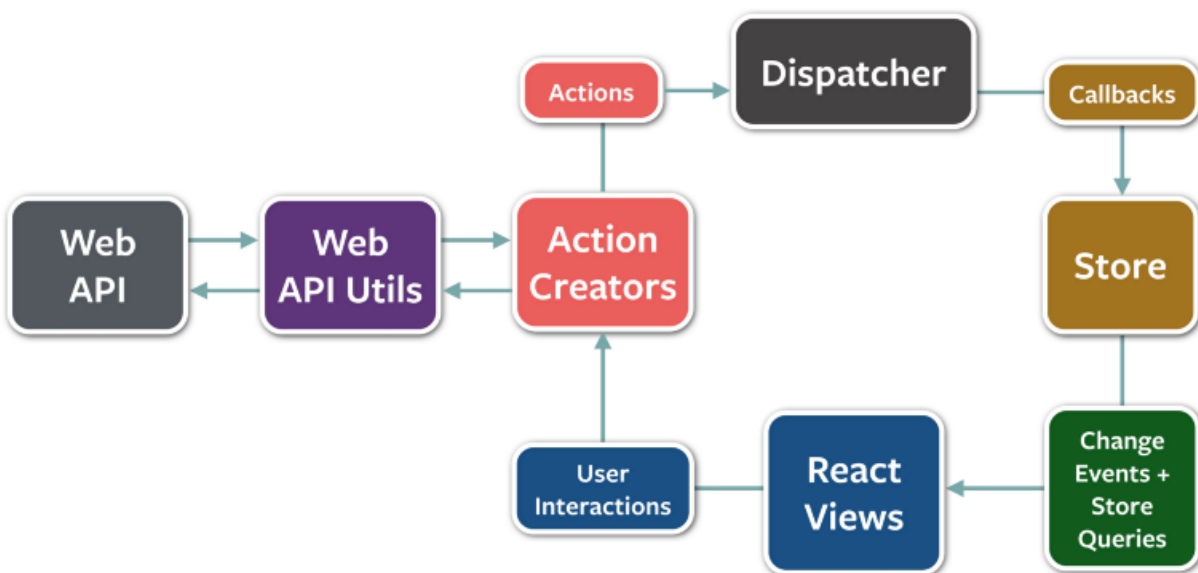 Actions
Dispatcher
Callbacks
Web
API
Web
API Utils
Action
Creators
Store
User
Interactions
React
Views
Change
Events +
Store
Queries